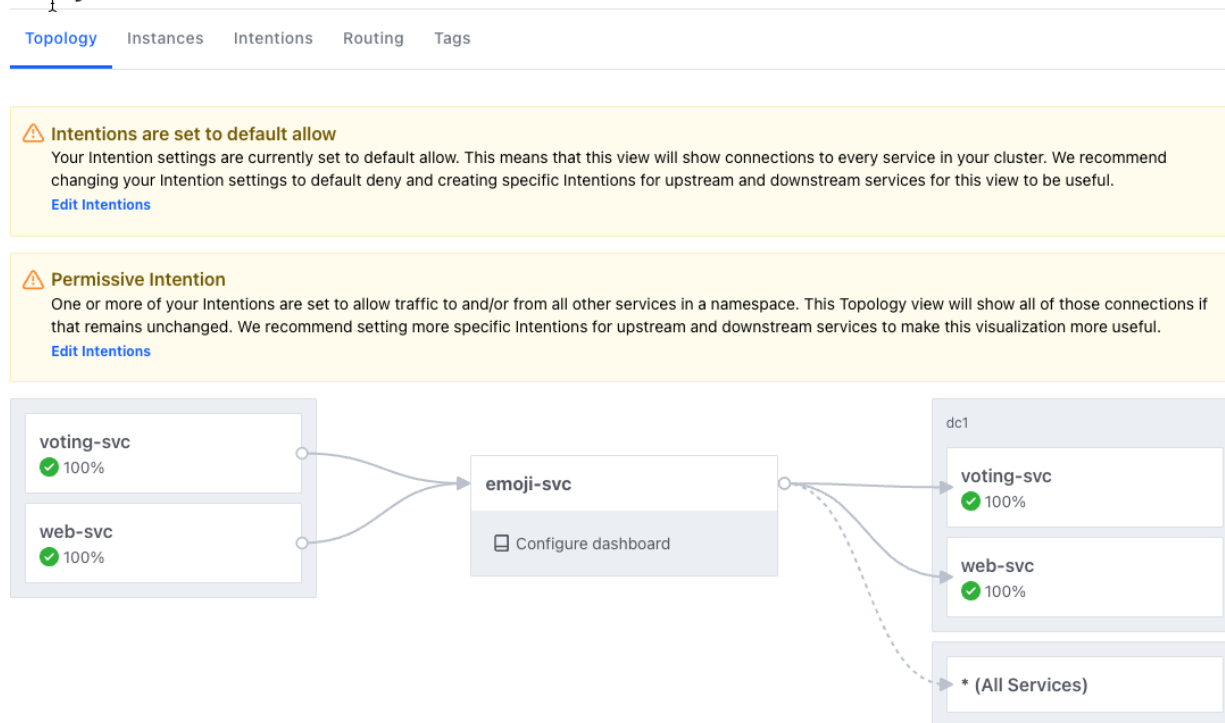 Topology Instances Intentions Routing Tags
Intentions are set to default allow
Your Intention settings are currently set to default allow. This means that this view will show connections to every service in your cluster. We recommend
changing your Intention settings to default deny and creating specific Intentions for upstream and downstream services for this view to be useful.
Edit Intentions
Permissive Intention
One or more of your Intentions are set to allow traffic to and/or from all other services in a namespace. This Topology view will show all of those connections if
that remains unchanged. We recommend setting more specific Intentions for upstream and downstream services to make this visualization more useful.
Edit Intentions
voting-svc
100%
web-svc
100%
emoji-svc
Configure dashboard
dc1
voting-svc
100%
web-svc
100%
* (All Services)